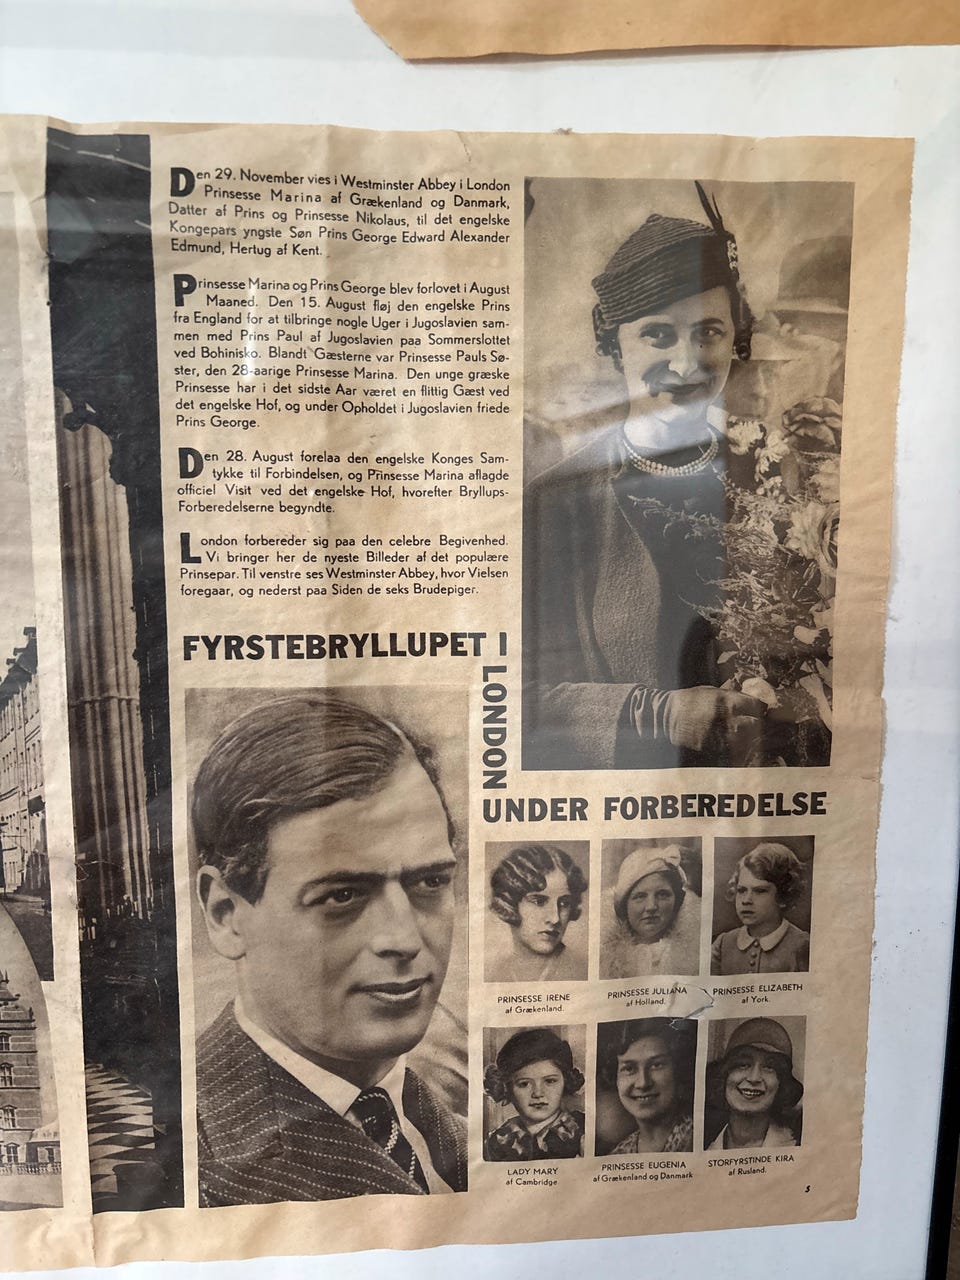 Den 29. November vies i Westminster Abbey i London
Prinsesse Marina af Grækenland og Danmark,
Datter af Prins og Prinsesse Nikolaus, til det engelske
Kongepars yngste Søn Prins George Edward Alexander
Edmund, Hertug af Kent.
Prinsesse Marina og Prins George blev forlovet i August
Maaned. Den 15. August fløj den engelske Prins
fra England for at tilbringe nogle Uger i Jugoslavien sam-
men med Prins Paul af Jugoslavien paa Sommerslottet
ved Bohinisko. Blandt Gæsterne var Prinsesse Pauls Sø-
ster, den 28-aarige Prinsesse Marina. Den unge græske
Prinsesse har i det sidste Aar været en flittig Gæst ved
det engelske Hof, og under Opholdet i Jugoslavien friede
Prins George.
Den 28. August forelaa den engelske Konges Sam-
tykke til Forbindelsen, og Prinsesse Marina aflagde
officiel Visit ved det engelske Hof, hvorefter Bryllups-
Forberedelserne begyndte.
London forbereder sig paa den celebre Begivenhed.
Vi bringer her de nyeste Billeder af det populære
Prinsepar. Til venstre ses Westminster Abbey, hvor Vielsen
foregaar, og nederst paa Siden de seks Brudepiger.
FYRSTEBRYLLUPET I
LONDON
UNDER FORBEREDELSE
PRINSESSE IRENE
af Grækenland.
PRINSESSE JULIANA
af Holland.
PRINSESSE ELIZABETH
af York.
LADY MARY
af Cambridge.
PRINSESSE EUGENIA
af Grækenland og Danmark
STORFYRSTINDE KIRA
af Rusland.
5